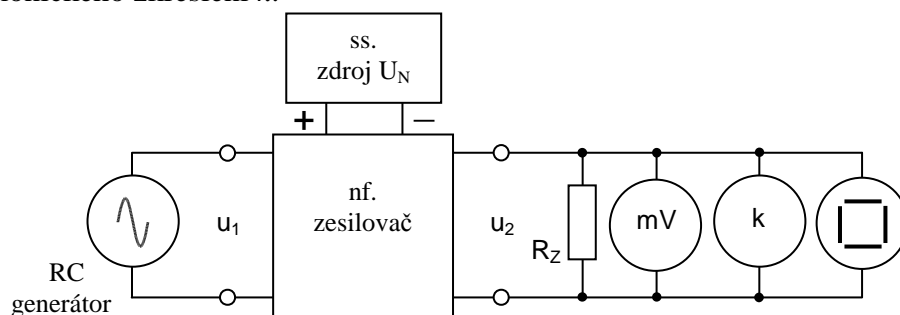 ss.
zdroj U_N
+ −
RC
generátor
u₁
nf.
zesilovač
u₂
R_Z
mV
k